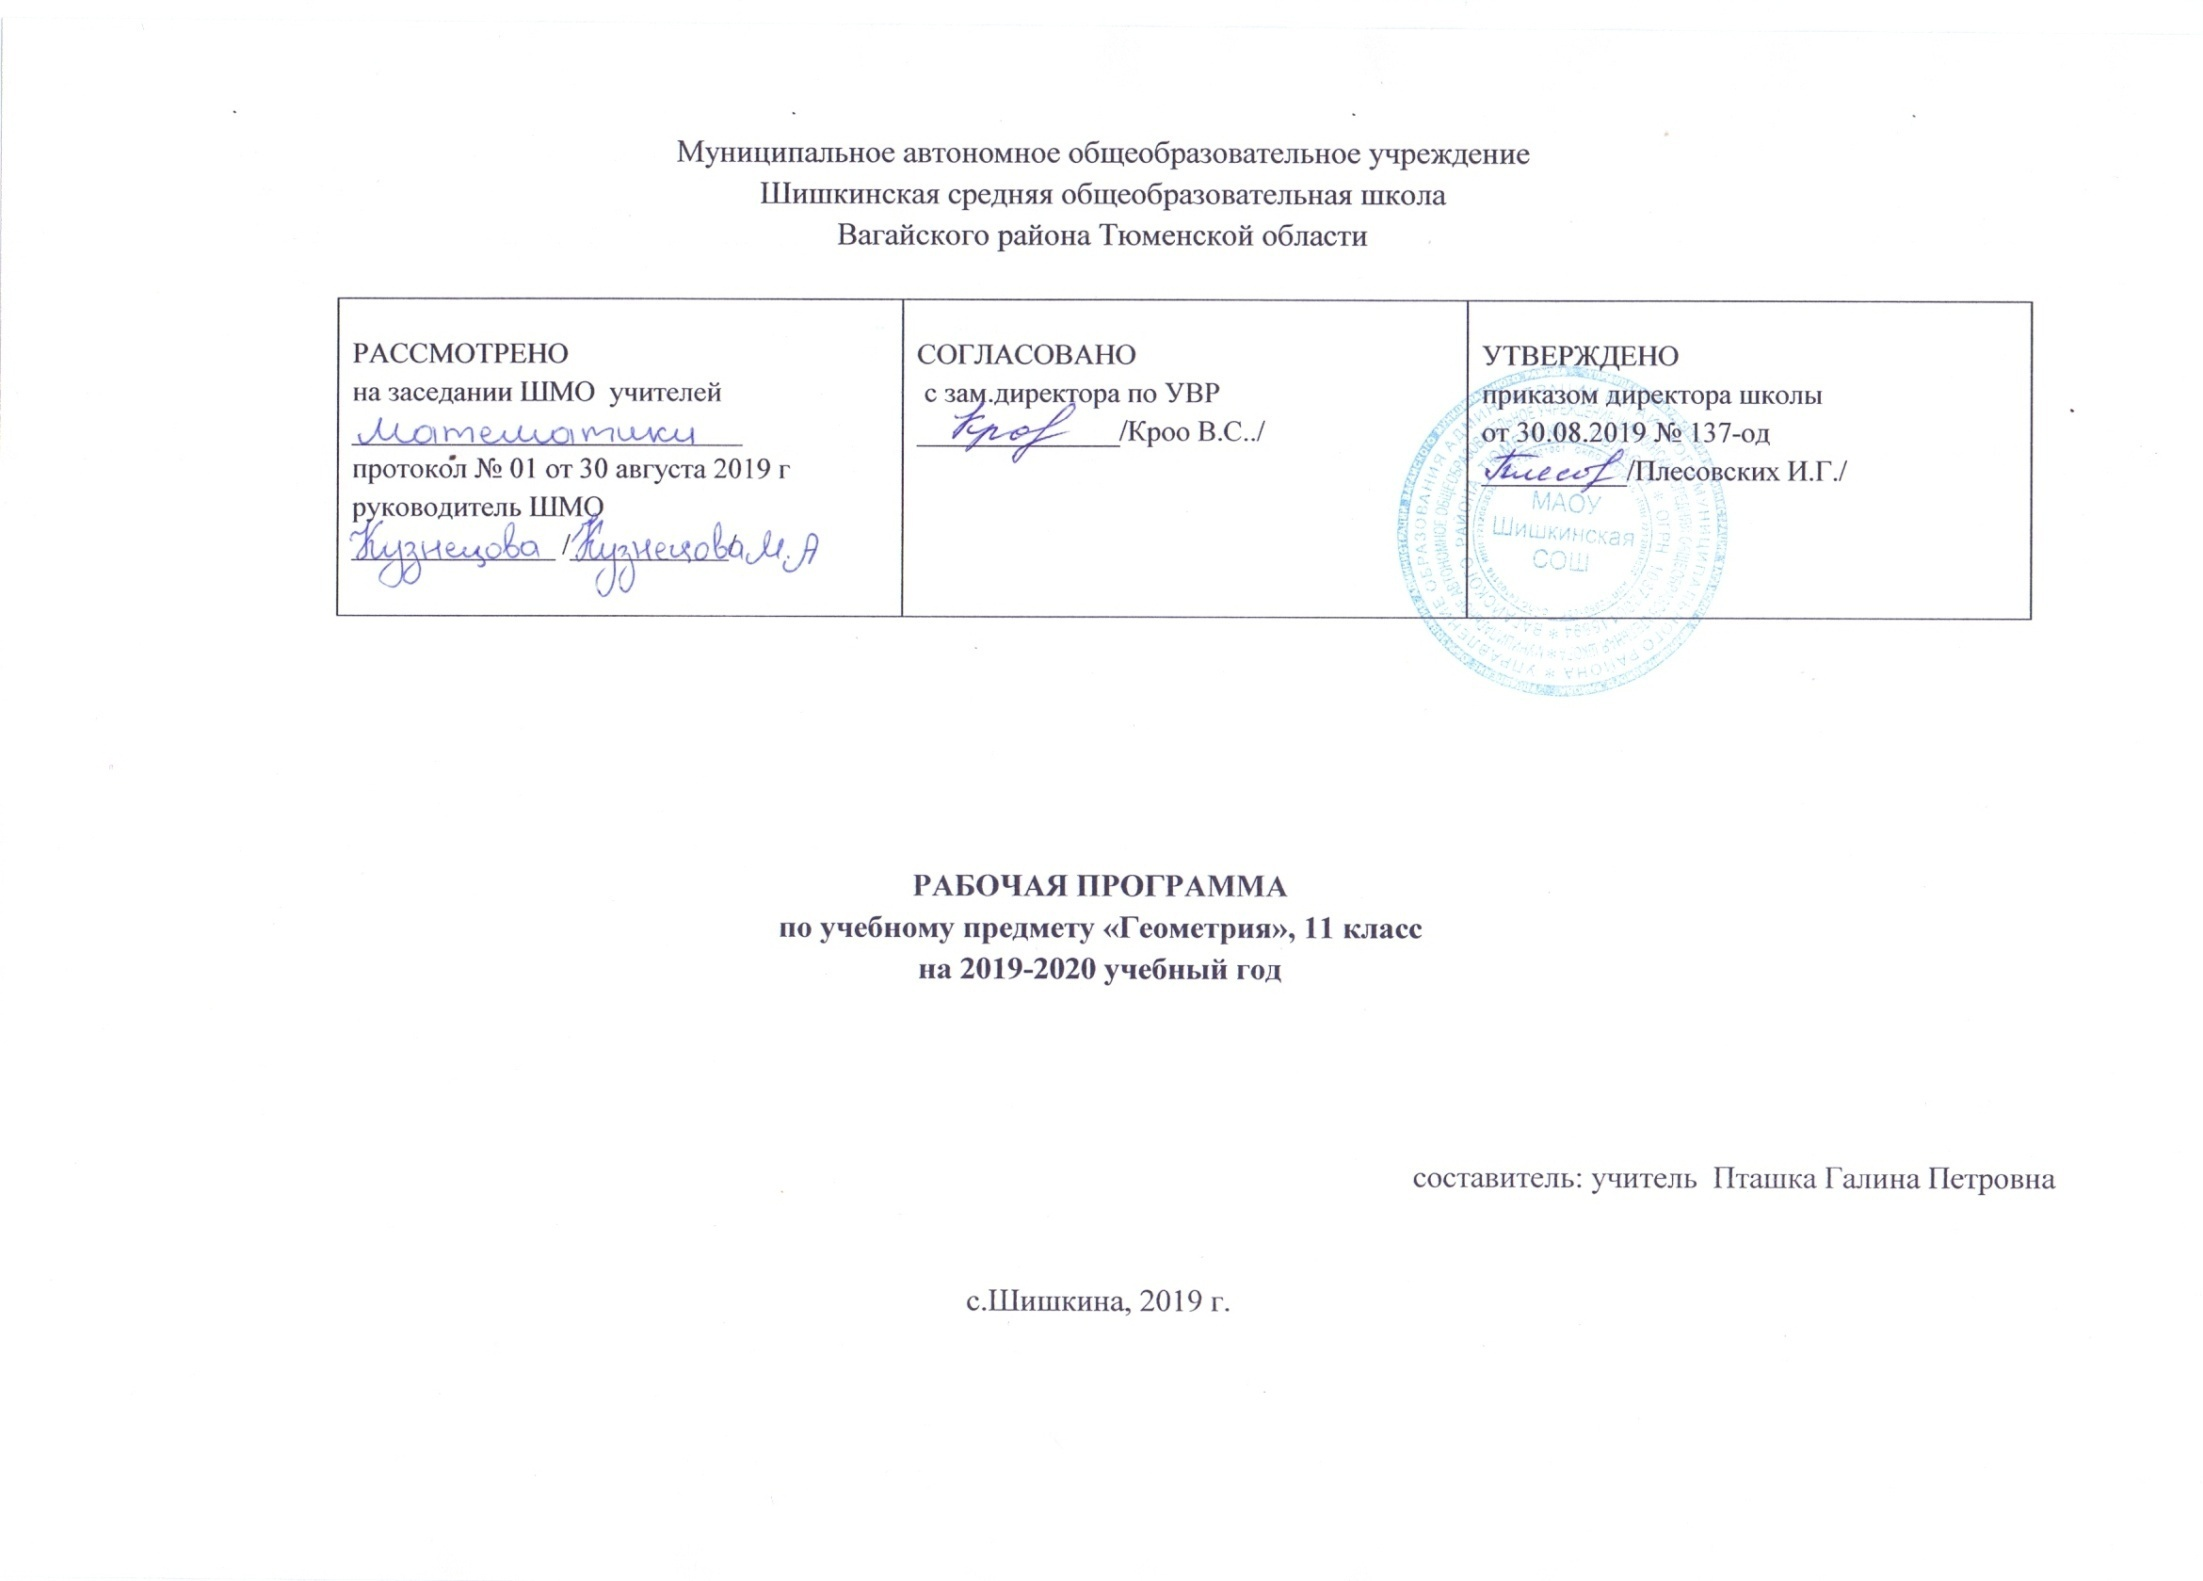 Муниципальное автономное общеобразовательное учреждение
Шишкинская средняя общеобразовательная школа
Вагайского района Тюменской области
РАССМОТРЕНО
на заседании ШМО учителей
Математики
протокол № 01 от 30 августа 2019 г
руководитель ШМО
Кузнецова /Кузнецова М.А
СОГЛАСОВАНО
с зам.директора по УВР
Кроо /Кроо В.С../
УТВЕРЖДЕНО
приказом директора школы
от 30.08.2019 № 137-од
Плесов /Плесовских И.Г./
МАОУ
Шишкинская
СОШ
РАБОЧАЯ ПРОГРАММА
по учебному предмету «Геометрия», 11 класс
на 2019-2020 учебный год
составитель: учитель Пташка Галина Петровна
с.Шишкина, 2019 г.